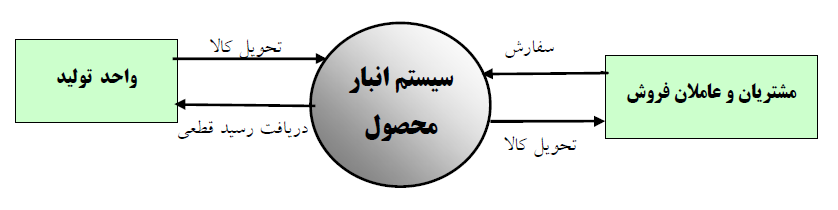 سفارش
تحویل کالا
مشتریان و عاملان فروش
سیستم انبار
محصول
تحویل کالا
واحد تولید
دریافت رسید قطعی